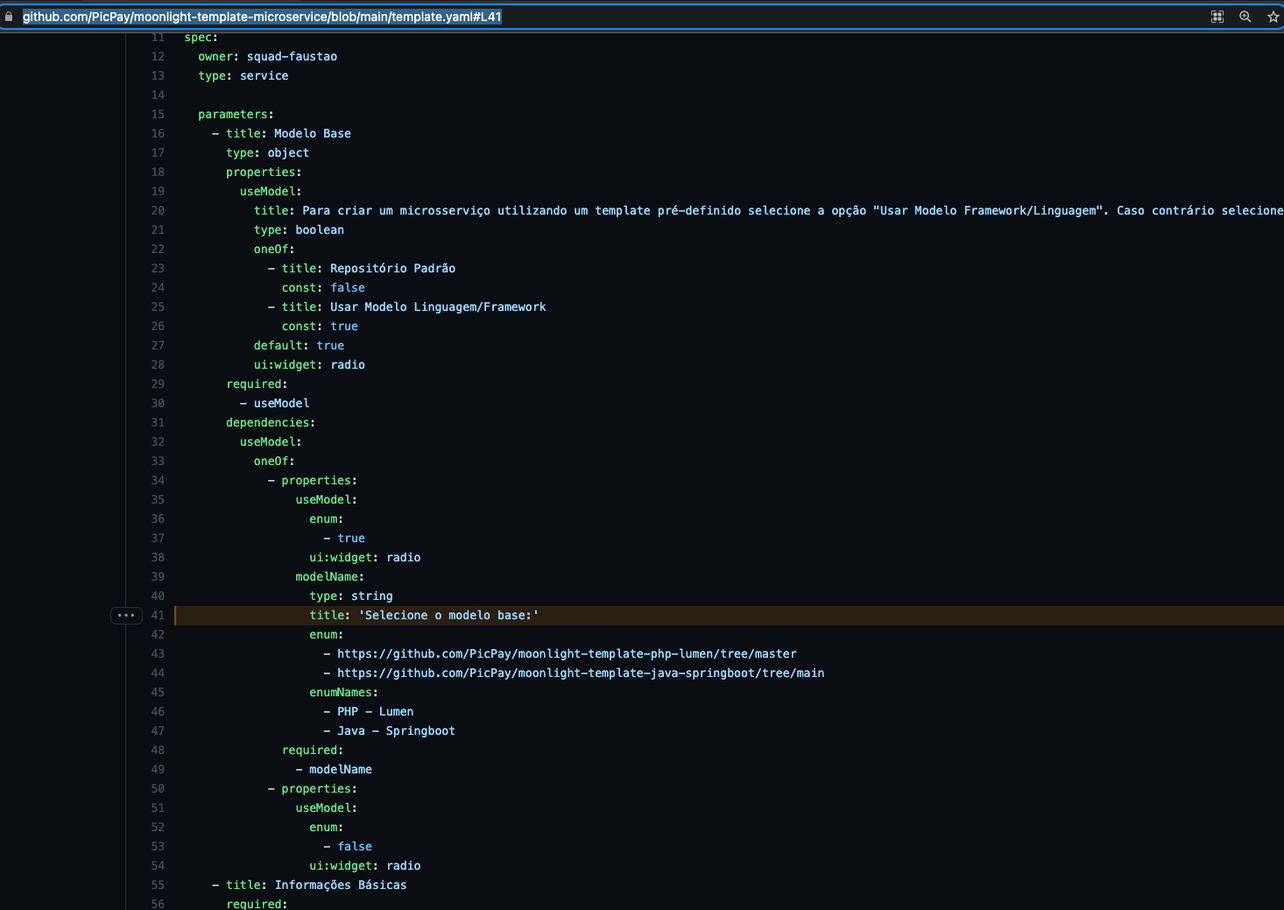 github.com/PicPay/moonlight-template-microservice/blob/main/template.yaml#L41
11 spec:
12 owner: squad-faustao
13 type: service
14
15 parameters:
16 - title: Modelo Base
17 type: object
18 properties:
19 useModel:
20 title: Para criar um microsserviço utilizando um template pré-definido selecione a opção "Usar Modelo Framework/Linguagem". Caso contrário selecione
21 type: boolean
22 oneOf:
23 - title: Repositório Padrão
24 const: false
25 - title: Usar Modelo Linguagem/Framework
26 const: true
27 default: true
28 ui:widget: radio
29 required:
30 - useModel
31 dependencies:
32 useModel:
33 oneOf:
34 - properties:
35 useModel:
36 enum:
37 - true
38 ui:widget: radio
39 modelName:
40 type: string
41 title: 'Selecione o modelo base:'
42 enum:
43 - https://github.com/PicPay/moonlight-template-php-lumen/tree/master
44 - https://github.com/PicPay/moonlight-template-java-springboot/tree/main
45 enumNames:
46 - PHP - Lumen
47 - Java - Springboot
48 required:
49 - modelName
50 - properties:
51 useModel:
52 enum:
53 - false
54 ui:widget: radio
55 - title: Informações Básicas
56 required: